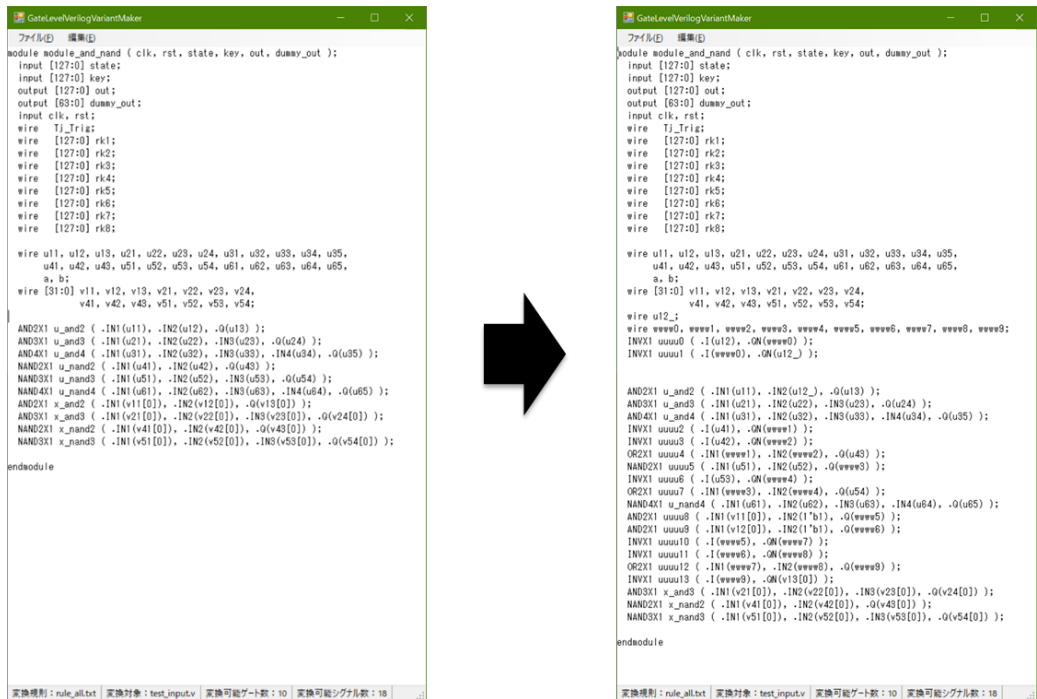 GateLevelVerilogVariantMaker
ファイル(F) 編集(E)
module module_and_nand ( clk, rst, state, key, out, dummy_out );
input [127:0] state;
input [127:0] key;
output [127:0] out;
output [63:0] dummy_out;
input clk, rst;
wire Tj_Trig;
wire [127:0] rk1;
wire [127:0] rk2;
wire [127:0] rk3;
wire [127:0] rk4;
wire [127:0] rk5;
wire [127:0] rk6;
wire [127:0] rk7;
wire [127:0] rk8;
wire u11, u12, u13, u21, u22, u23, u24, u31, u32, u33, u34, u35,
u41, u42, u43, u51, u52, u53, u54, u61, u62, u63, u64, u65,
a, b;
wire [31:0] v11, v12, v13, v21, v22, v23, v24,
v41, v42, v43, v51, v52, v53, v54;
AND2X1 u_and2 ( .IN1(u11), .IN2(u12), .Q(u13) );
AND3X1 u_and3 ( .IN1(u21), .IN2(u22), .IN3(u23), .Q(u24) );
AND4X1 u_and4 ( .IN1(u31), .IN2(u32), .IN3(u33), .IN4(u34), .Q(u35) );
NAND2X1 u_nand2 ( .IN1(u41), .IN2(u42), .Q(u43) );
NAND3X1 u_nand3 ( .IN1(u51), .IN2(u52), .IN3(u53), .Q(u54) );
NAND4X1 u_nand4 ( .IN1(u61), .IN2(u62), .IN3(u63), .IN4(u64), .Q(u65) );
AND2X1 x_and2 ( .IN1(v11[0]), .IN2(v12[0]), .Q(v13[0]) );
AND3X1 x_and3 ( .IN1(v21[0]), .IN2(v22[0]), .IN3(v23[0]), .Q(v24[0]) );
NAND2X1 x_nand2 ( .IN1(v41[0]), .IN2(v42[0]), .Q(v43[0]) );
NAND3X1 x_nand3 ( .IN1(v51[0]), .IN2(v52[0]), .IN3(v53[0]), .Q(v54[0]) );
endmodule
変換規則：rule_all.txt 変換対象：test_input.v 変換可能ゲート数：10 変換可能シグナル数：18
GateLevelVerilogVariantMaker
ファイル(F) 編集(E)
module module_and_nand ( clk, rst, state, key, out, dummy_out );
input [127:0] state;
input [127:0] key;
output [127:0] out;
output [63:0] dummy_out;
input clk, rst;
wire Tj_Trig;
wire [127:0] rk1;
wire [127:0] rk2;
wire [127:0] rk3;
wire [127:0] rk4;
wire [127:0] rk5;
wire [127:0] rk6;
wire [127:0] rk7;
wire [127:0] rk8;
wire u11, u12, u13, u21, u22, u23, u24, u31, u32, u33, u34, u35,
u41, u42, u43, u51, u52, u53, u54, u61, u62, u63, u64, u65,
a, b;
wire [31:0] v11, v12, v13, v21, v22, v23, v24,
v41, v42, v43, v51, v52, v53, v54;
wire u12_;
wire wwww0, wwww1, wwww2, wwww3, wwww4, wwww5, wwww6, wwww7, wwww8, wwww9;
INVX1 uuuu0 ( .I(u12), .QN(wwww0) );
INVX1 uuuu1 ( .I(wwww0), .QN(u12_) );
AND2X1 u_and2 ( .IN1(u11), .IN2(u12_), .Q(u13) );
AND3X1 u_and3 ( .IN1(u21), .IN2(u22), .IN3(u23), .Q(u24) );
AND4X1 u_and4 ( .IN1(u31), .IN2(u32), .IN3(u33), .IN4(u34), .Q(u35) );
INVX1 uuuu2 ( .I(u41), .QN(wwww1) );
INVX1 uuuu3 ( .I(u42), .QN(wwww2) );
OR2X1 uuuu4 ( .IN1(wwww1), .IN2(wwww2), .Q(u43) );
NAND2X1 uuuu5 ( .IN1(u51), .IN2(u52), .Q(wwww3) );
INVX1 uuuu6 ( .I(u53), .QN(wwww4) );
OR2X1 uuuu7 ( .IN1(wwww3), .IN2(wwww4), .Q(u54) );
NAND4X1 u_nand4 ( .IN1(u61), .IN2(u62), .IN3(u63), .IN4(u64), .Q(u65) );
AND2X1 uuuu8 ( .IN1(v11[0]), .IN2(1'b1), .Q(wwww5) );
AND2X1 uuuu9 ( .IN1(v12[0]), .IN2(1'b1), .Q(wwww6) );
INVX1 uuuu10 ( .I(wwww5), .QN(wwww7) );
INVX1 uuuu11 ( .I(wwww6), .QN(wwww8) );
OR2X1 uuuu12 ( .IN1(wwww7), .IN2(wwww8), .Q(wwww9) );
INVX1 uuuu13 ( .I(wwww9), .QN(v13[0]) );
AND3X1 x_and3 ( .IN1(v21[0]), .IN2(v22[0]), .IN3(v23[0]), .Q(v24[0]) );
NAND2X1 x_nand2 ( .IN1(v41[0]), .IN2(v42[0]), .Q(v43[0]) );
NAND3X1 x_nand3 ( .IN1(v51[0]), .IN2(v52[0]), .IN3(v53[0]), .Q(v54[0]) );
endmodule
変換規則：rule_all.txt 変換対象：test_input.v 変換可能ゲート数：10 変換可能シグナル数：18